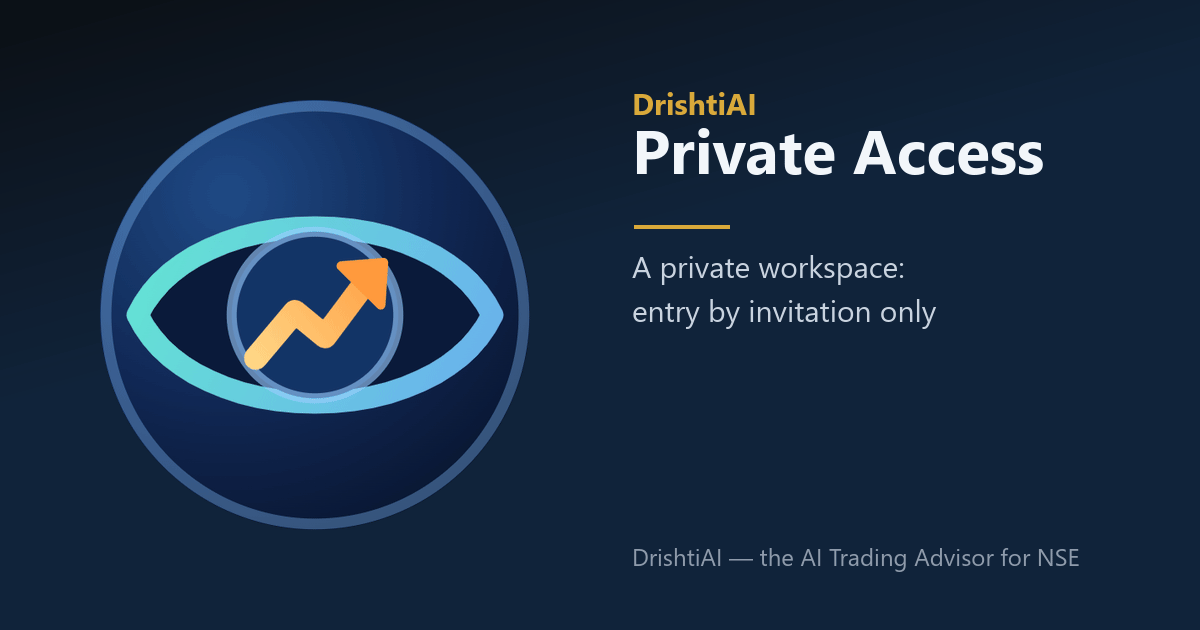 DrishtiAI
Private Access
A private workspace:
entry by invitation only
DrishtiAI — the AI Trading Advisor for NSE